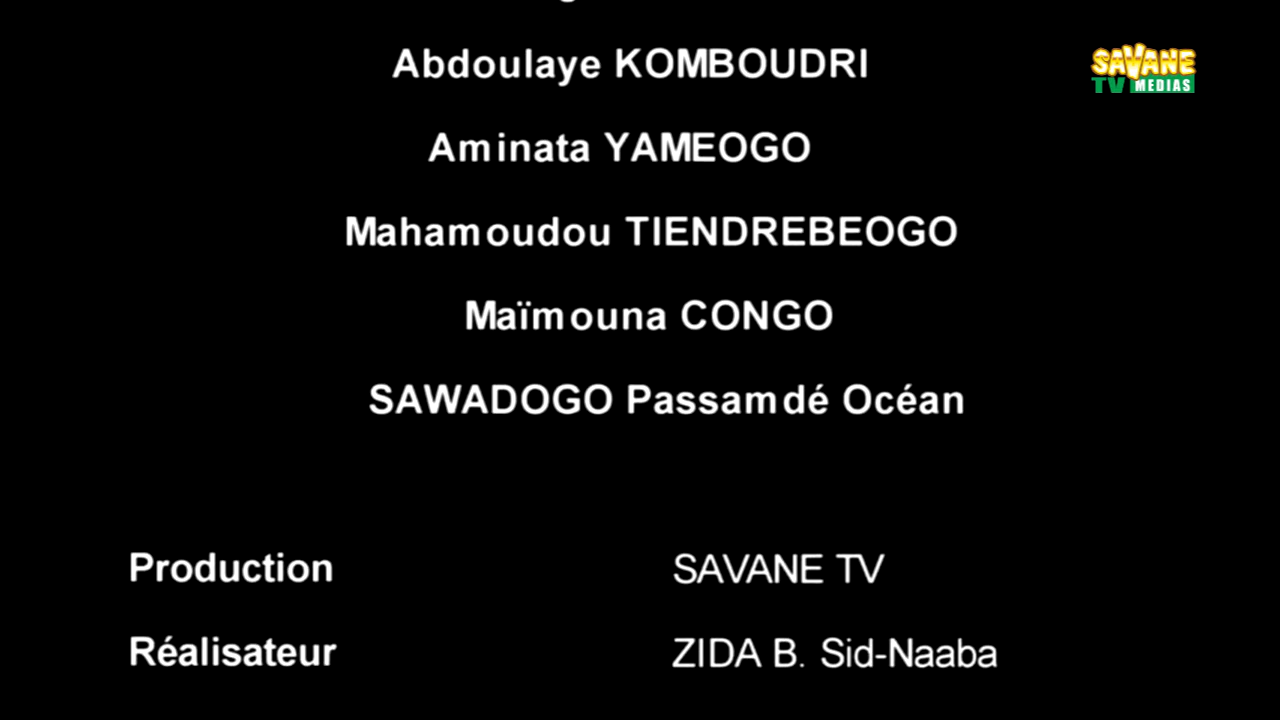 Abdoulaye KOMBOUDRI
SAVANE
TV MEDIAS
Aminata YAMEOGO
Mahamoudou TIENDREBEOGO
Maïmouna CONGO
SAWADOGO Passamdé Océan
Production SAVANE TV
Réalisateur ZIDA B. Sid-Naaba